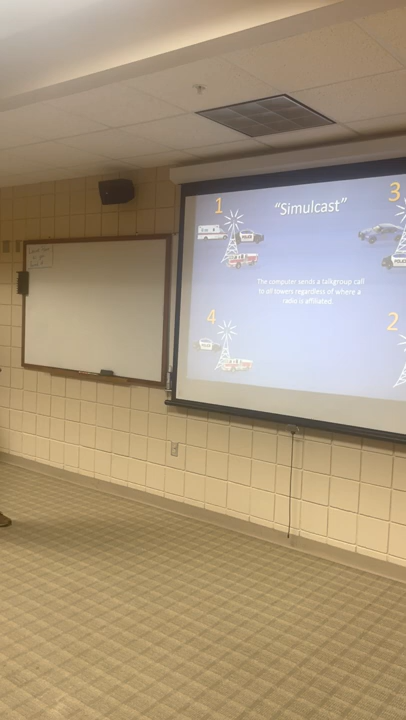 1
"Simulcast"
3
POLICE
The computer sends a talkgroup call
to all towers regardless of where a
radio is affiliated.
4
2